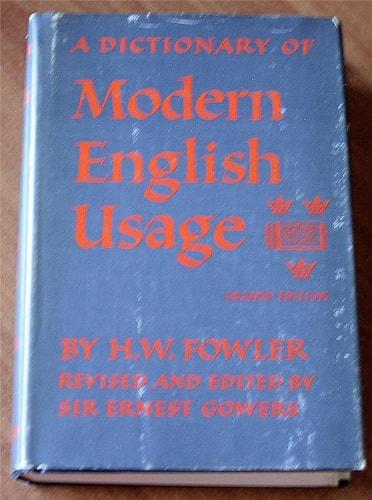 A DICTIONARY OF
Modern
English
Usage
SECOND EDITION
BY H.W. FOWLER
REVISED AND EDITED BY
SIR ERNEST GOWERS